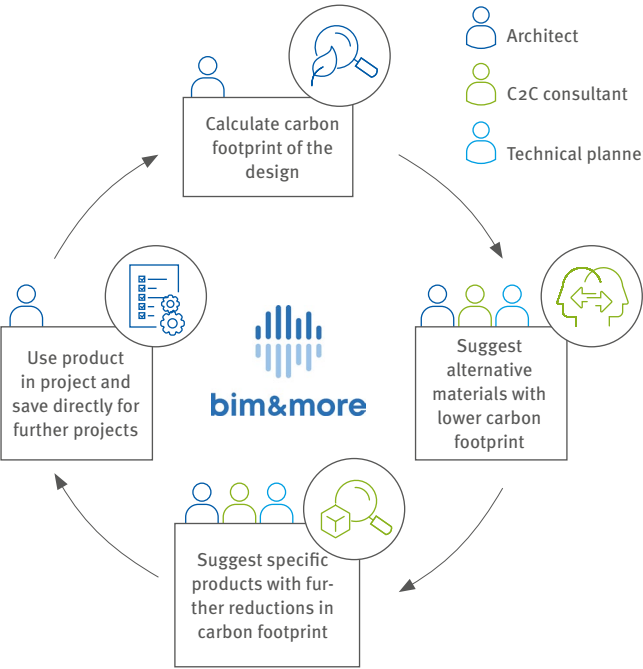 Architect
C2C consultant
Technical planne
Calculate carbon
footprint of the
design
Suggest
alternative
materials with
lower carbon
footprint
Suggest specific
products with fur-
ther reductions in
carbon footprint
Use product
in project and
save directly for
further projects
bim&more